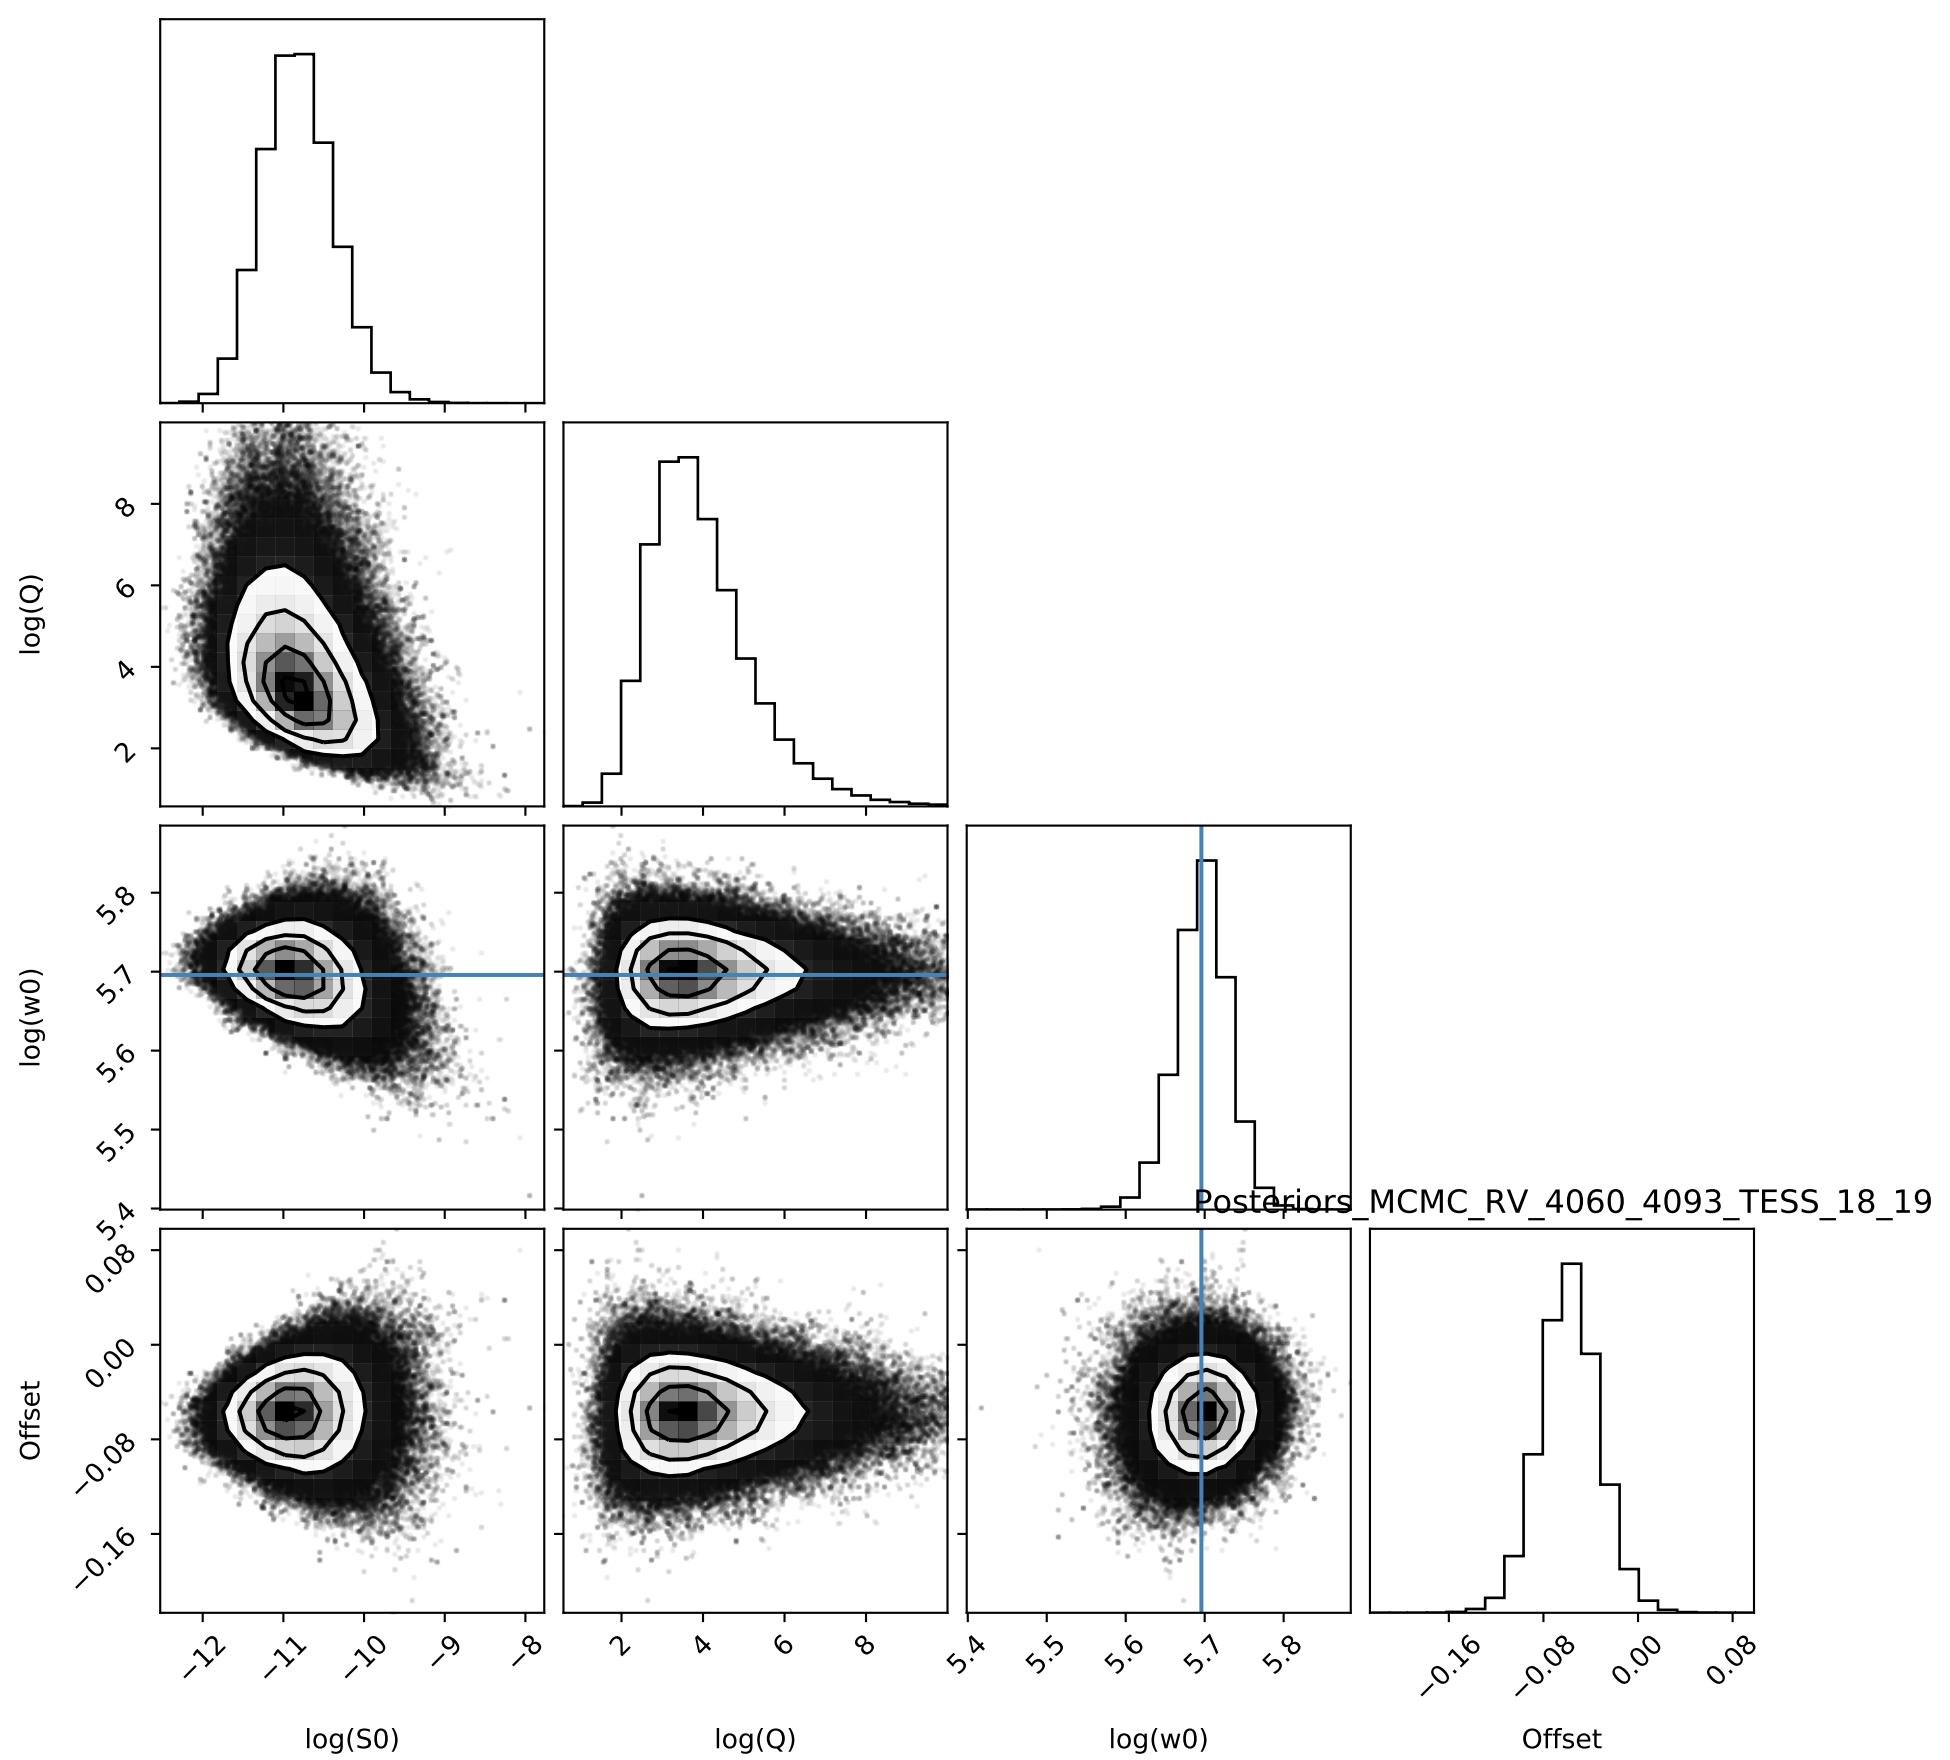 8
6
4
2
log(Q)
5.8
5.7
5.6
5.5
5.4
log(w0)
Posteriors_MCMC_RV_4060_4093_TESS_18_19
0.08
0.00
−0.08
−0.16
Offset
−12 −11 −10 −9 −8 2 4 6 8 5.4 5.5 5.6 5.7 5.8 −0.16 −0.08 0.00 0.08
log(S0) log(Q) log(w0) Offset